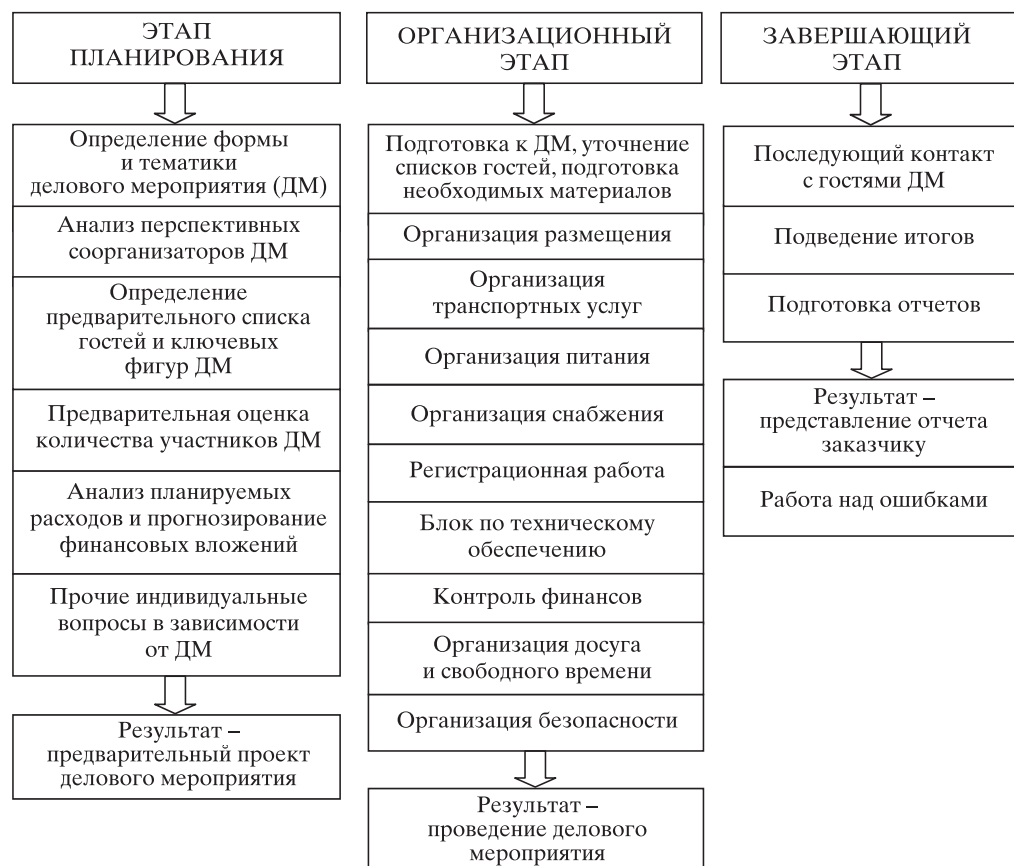 ЭТАП
ПЛАНИРОВАНИЯ
Определение формы
и тематики
делового мероприятия (ДМ)
Анализ перспективных
соорганизаторов ДМ
Определение
предварительного списка
гостей и ключевых
фигур ДМ
Предварительная оценка
количества участников ДМ
Анализ планируемых
расходов и прогнозирование
финансовых вложений
Прочие индивидуальные
вопросы в зависимости
от ДМ
Результат –
предварительный проект
делового мероприятия
ОРГАНИЗАЦИОННЫЙ
ЭТАП
Подготовка к ДМ, уточнение
списков гостей, подготовка
необходимых материалов
Организация размещения
Организация
транспортных услуг
Организация питания
Организация снабжения
Регистрационная работа
Блок по техническому
обеспечению
Контроль финансов
Организация досуга
и свободного времени
Организация безопасности
Результат –
проведение делового
мероприятия
ЗАВЕРШАЮЩИЙ
ЭТАП
Последующий контакт
с гостями ДМ
Подведение итогов
Подготовка отчетов
Результат –
представление отчета
заказчику
Работа над ошибками